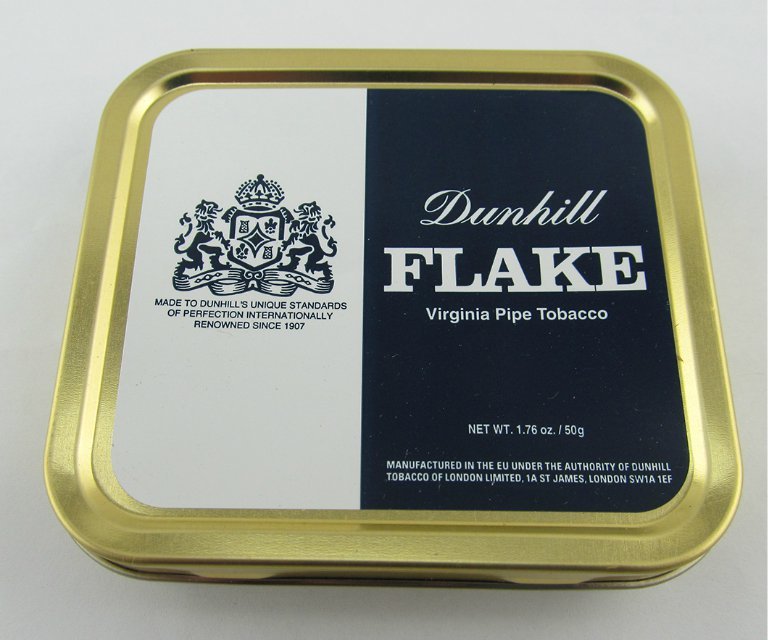 MADE TO DUNHILL'S UNIQUE STANDARDS
OF PERFECTION INTERNATIONALLY
RENOWNED SINCE 1907
Dunhill
FLAKE
Virginia Pipe Tobacco
NET WT. 1.76 oz. / 50g
MANUFACTURED IN THE EU UNDER THE AUTHORITY OF DUNHILL
TOBACCO OF LONDON LIMITED, 1A ST JAMES, LONDON SW1A 1EF